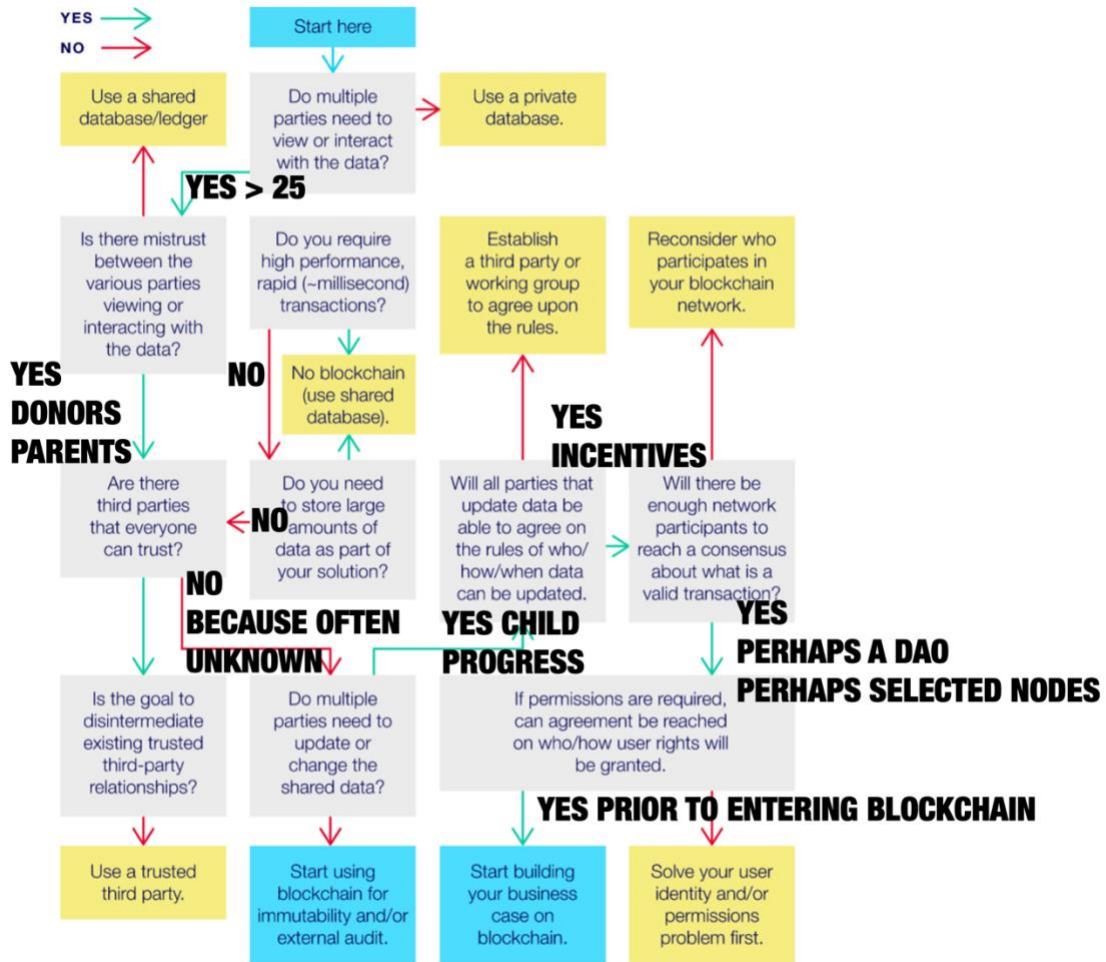 YES
NO
Start here
Use a shared
database/ledger
Do multiple
parties need to
view or interact
with the data?
Use a private
database.
YES > 25
Is there mistrust
between the
various parties
viewing or
interacting with
the data?
Do you require
high performance,
rapid (~millisecond)
transactions?
Establish
a third party or
working group
to agree upon
the rules.
Reconsider who
participates in
your blockchain
network.
YES
DONORS
PARENTS
NO
No blockchain
(use shared
database).
YES
INCENTIVES
Are there
third parties
that everyone
can trust?
NO
Do you need
to store large
amounts of
data as part of
your solution?
Will all parties that
update data be
able to agree on
the rules of who/
how/when data
can be updated.
Will there be
enough network
participants to
reach a consensus
about what is a
valid transaction?
NO
BECAUSE OFTEN
UNKNOWN
YES CHILD
PROGRESS
YES
PERHAPS A DAO
PERHAPS SELECTED NODES
Is the goal to
disintermediate
existing trusted
third-party
relationships?
Do multiple
parties need to
update or
change the
shared data?
If permissions are required,
can agreement be reached
on who/how user rights will
be granted.
YES PRIOR TO ENTERING BLOCKCHAIN
Use a trusted
third party.
Start using
blockchain for
immutability and/or
external audit.
Start building
your business
case on
blockchain.
Solve your user
identity and/or
permissions
problem first.